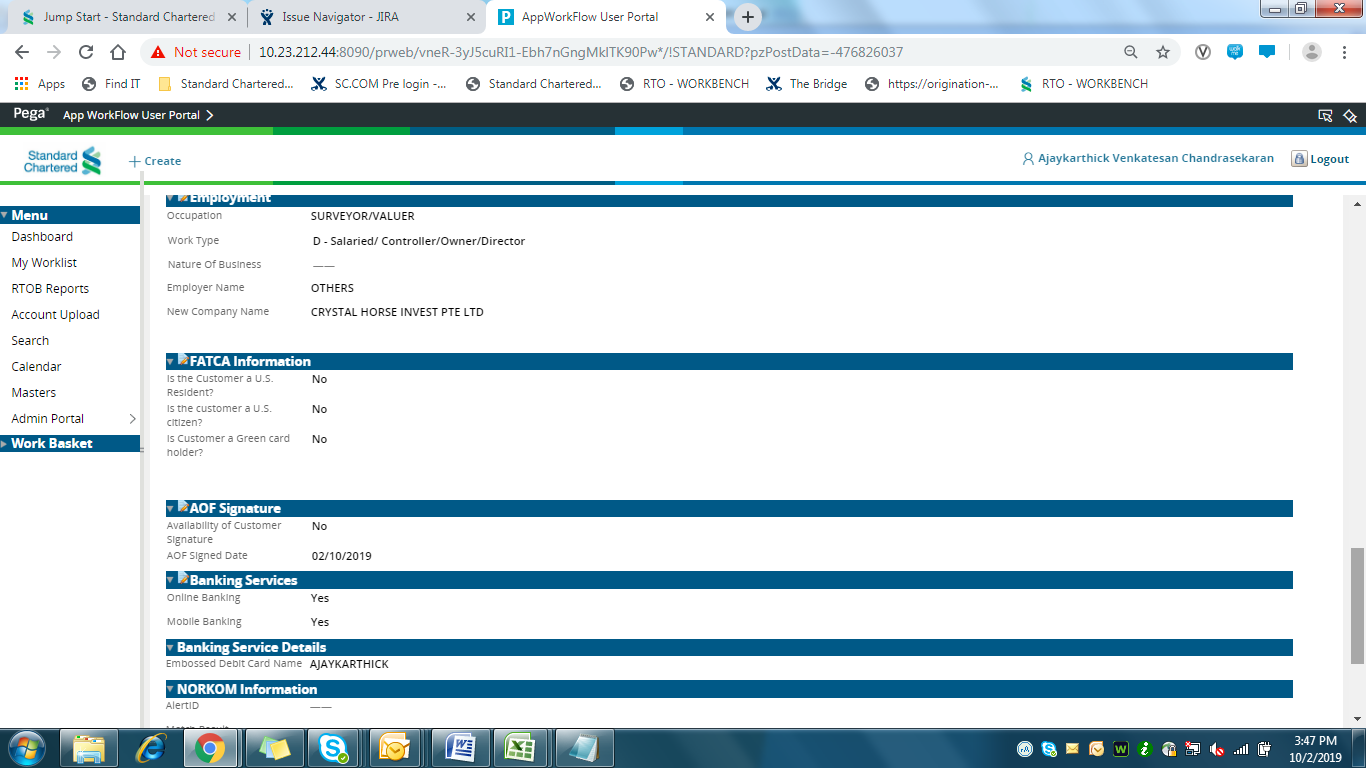 Jump Start - Standard Chartered
Issue Navigator - JIRA
AppWorkFlow User Portal
Not secure
10.23.212.44:8090/prweb/vneR-3yJ5cuRI1-Ebh7nGngMkITK90Pw*/!STANDARD?pzPostData=-476826037
Apps
Find IT
Standard Chartered...
SC.COM Pre login -...
Standard Chartered...
RTO - WORKBENCH
The Bridge
https://origination-...
RTO - WORKBENCH
Pega
App WorkFlow User Portal
Standard
Chartered
Create
Ajaykarthick Venkatesan Chandrasekaran
Logout
Menu
Dashboard
My Worklist
RTOB Reports
Account Upload
Search
Calendar
Masters
Admin Portal
Work Basket
Employment
Occupation SURVEYOR/VALUER
Work Type D - Salaried/ Controller/Owner/Director
Nature Of Business ——
Employer Name OTHERS
New Company Name CRYSTAL HORSE INVEST PTE LTD
FATCA Information
Is the Customer a U.S. No
Resident?
Is the customer a U.S. No
citizen?
Is Customer a Green card No
holder?
AOF Signature
Availability of Customer No
Signature
AOF Signed Date 02/10/2019
Banking Services
Online Banking Yes
Mobile Banking Yes
Banking Service Details
Embossed Debit Card Name AJAYKARTHICK
NORKOM Information
AlertID ——
Match Result
3:47 PM
10/2/2019